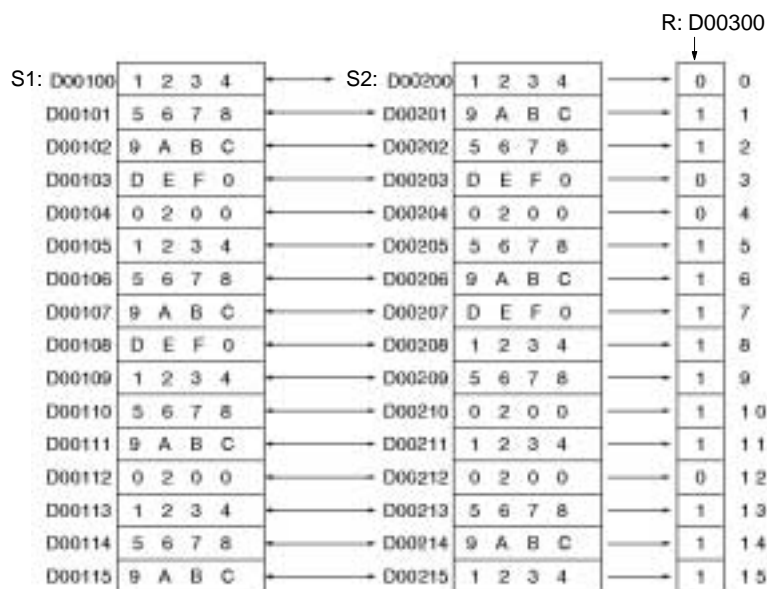 R: D00300
S1: D00100 1 2 3 4 S2: D00200 1 2 3 4 0 0
D00101 5 6 7 8 D00201 9 A B C 1 1
D00102 9 A B C D00202 5 6 7 8 1 2
D00103 D E F 0 D00203 D E F 0 0 3
D00104 0 2 0 0 D00204 0 2 0 0 0 4
D00105 1 2 3 4 D00205 5 6 7 8 1 5
D00106 5 6 7 8 D00206 9 A B C 1 6
D00107 9 A B C D00207 D E F 0 1 7
D00108 D E F 0 D00208 1 2 3 4 1 8
D00109 1 2 3 4 D00209 5 6 7 8 1 9
D00110 5 6 7 8 D00210 0 2 0 0 1 10
D00111 9 A B C D00211 1 2 3 4 1 11
D00112 0 2 0 0 D00212 0 2 0 0 0 12
D00113 1 2 3 4 D00213 5 6 7 8 1 13
D00114 5 6 7 8 D00214 9 A B C 1 14
D00115 9 A B C D00215 1 2 3 4 1 15